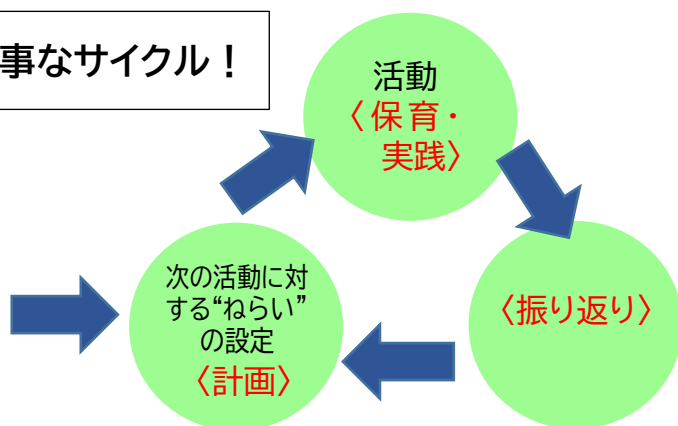 事なサイクル！
活動
〈保育・
実践〉
次の活動に対
する“ねらい”
の設定
〈計画〉
〈振り返り〉